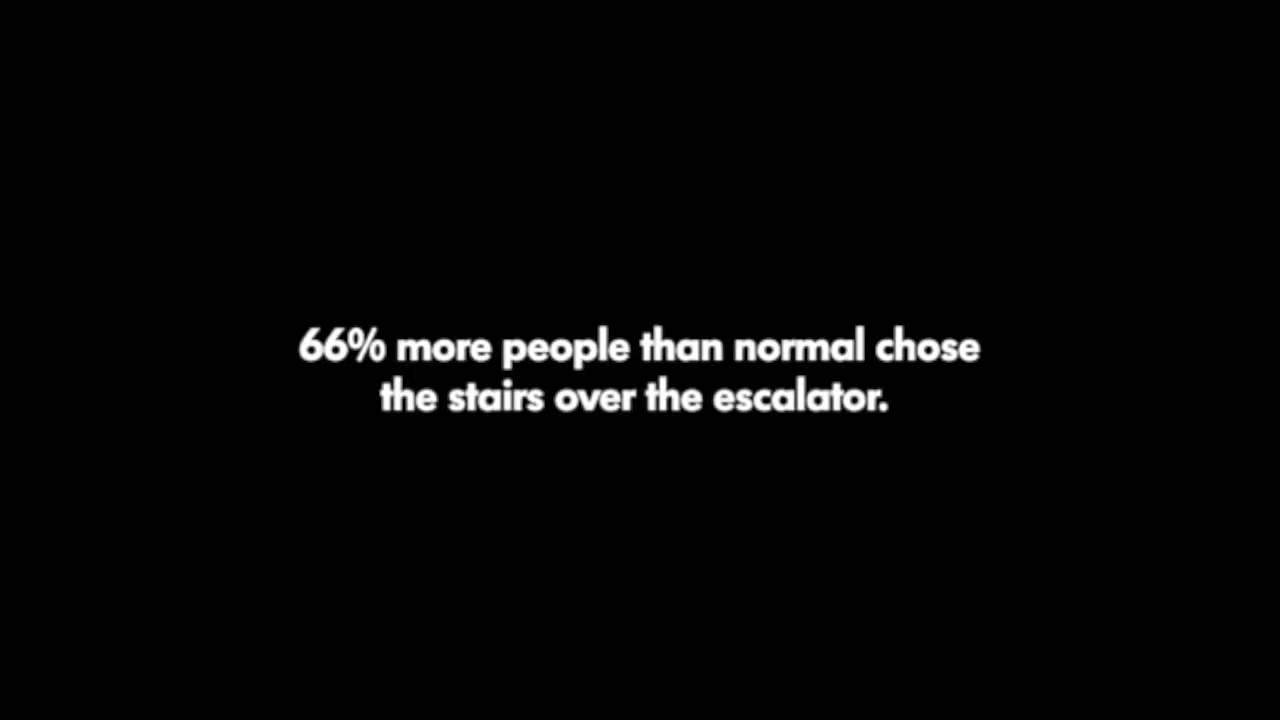 66% more people than normal chose
the stairs over the escalator.